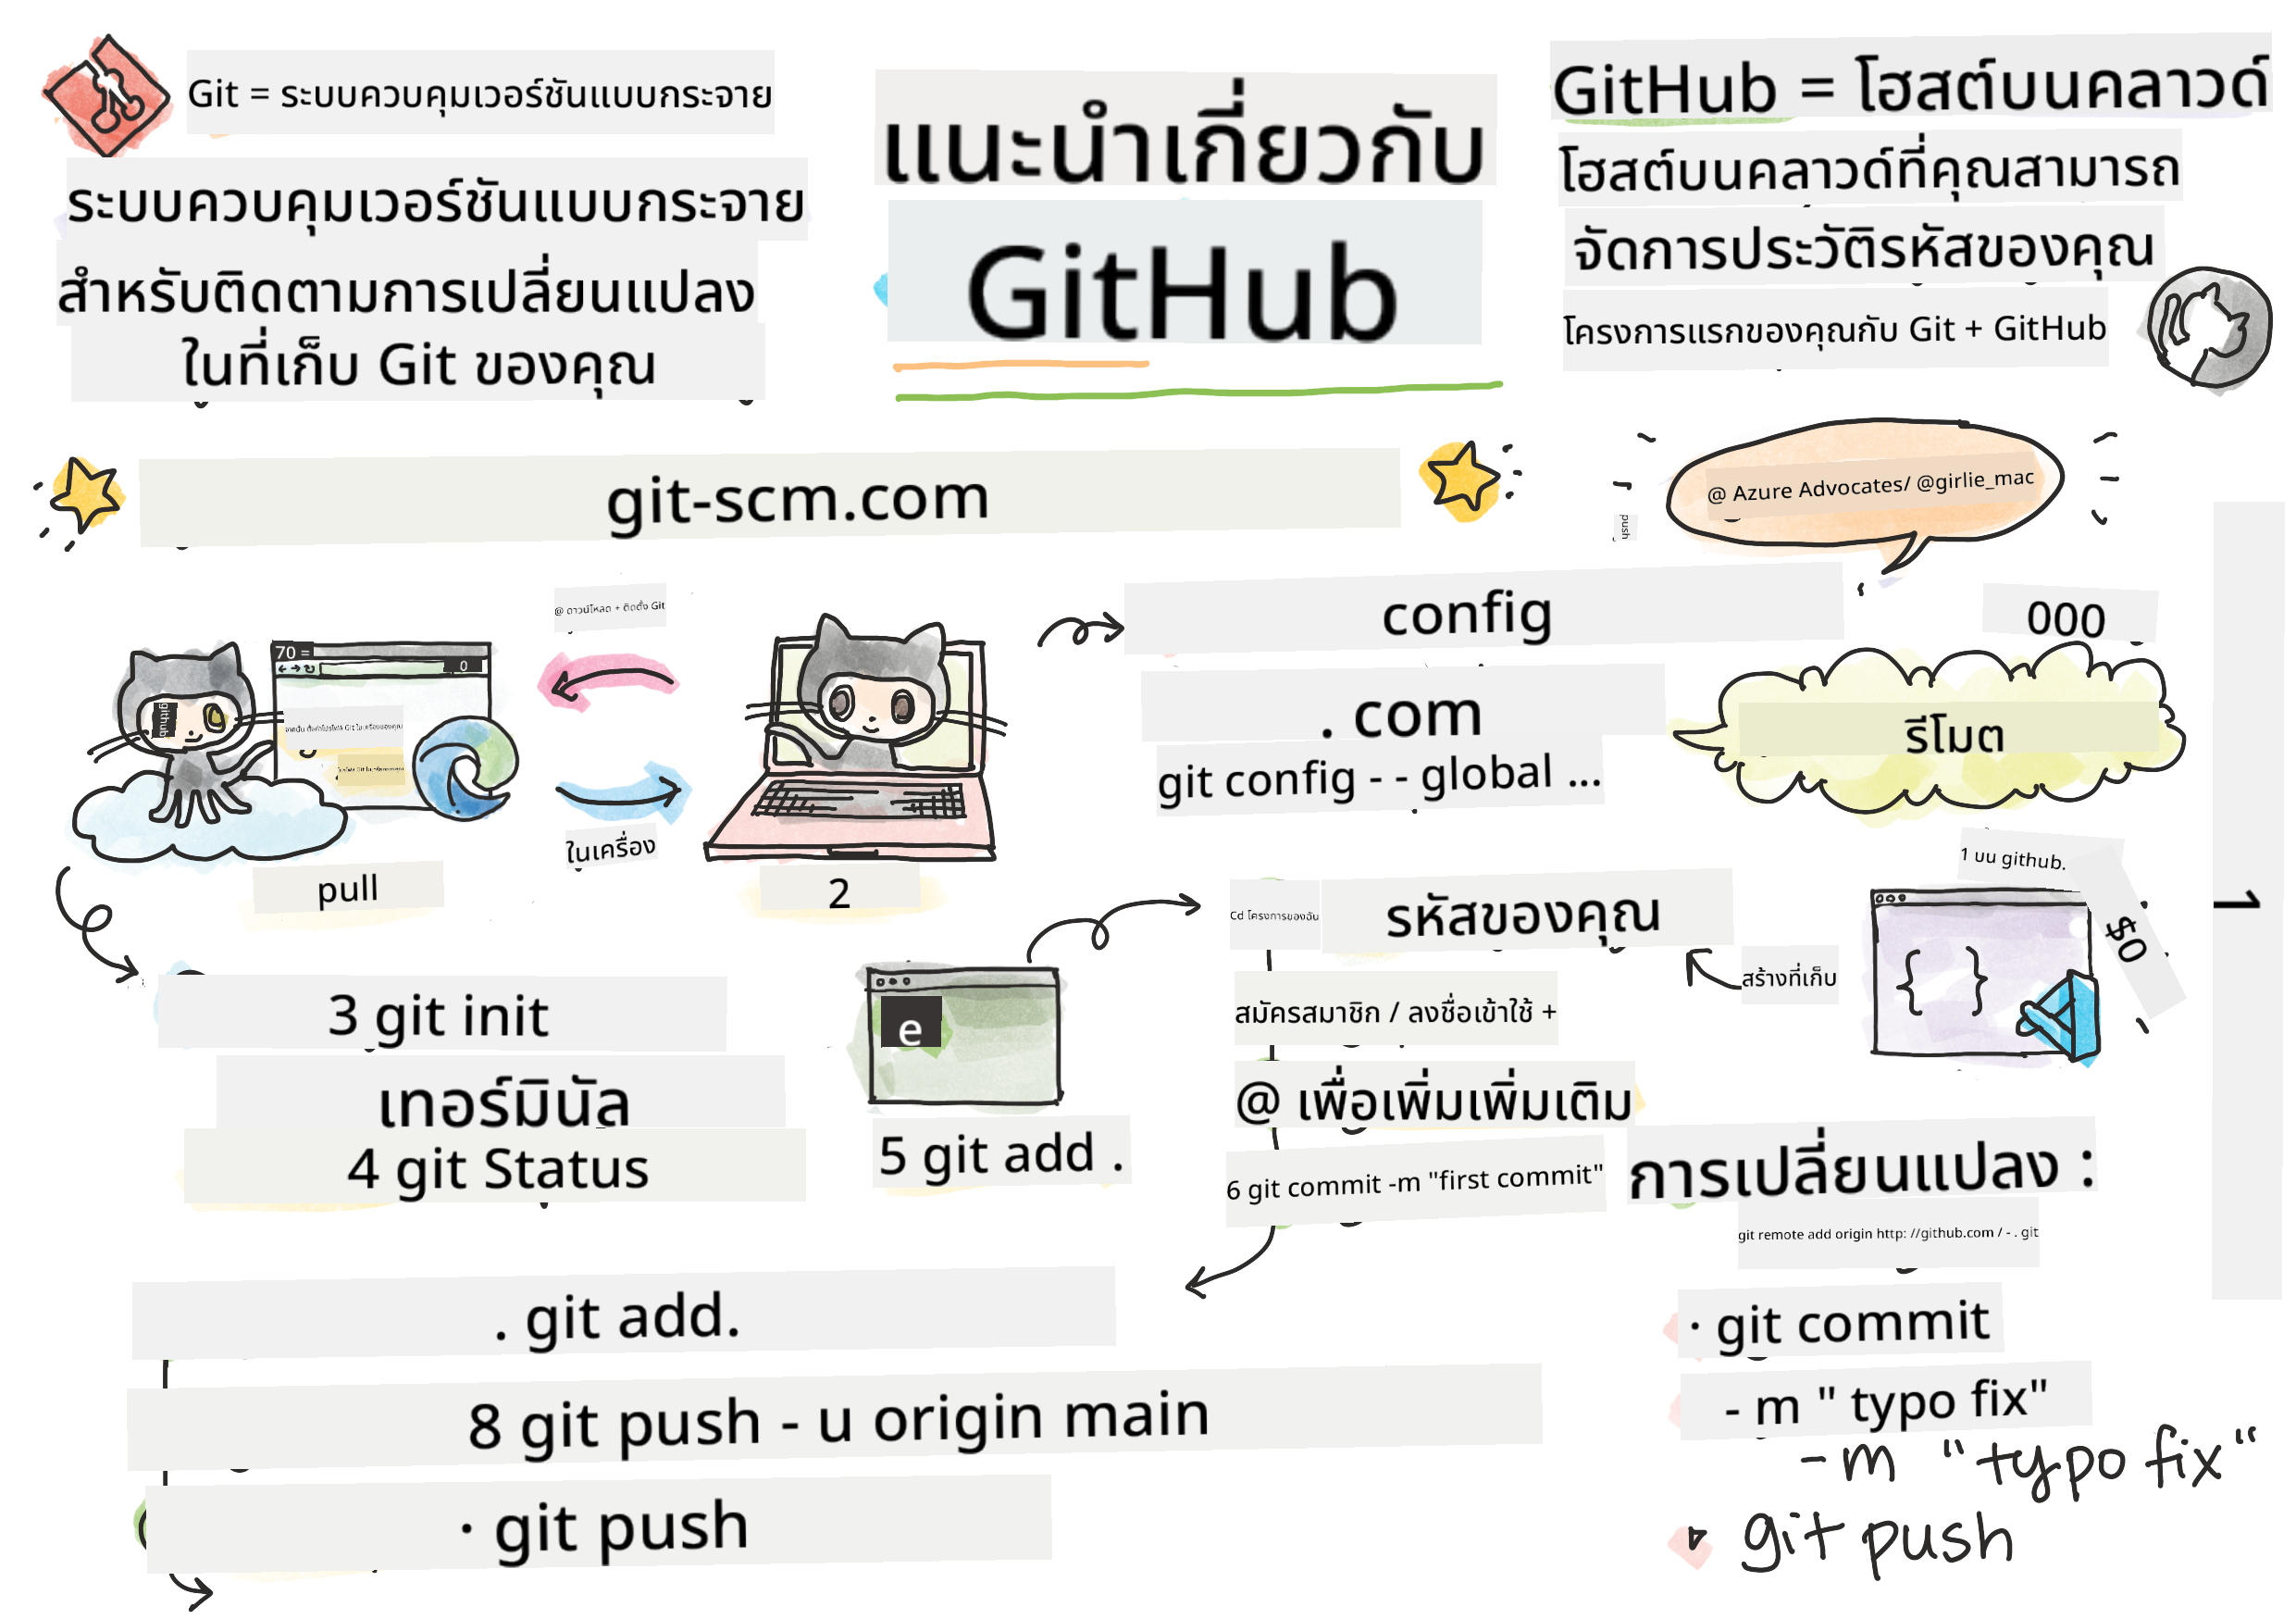 Git = ระบบควบคุมเวอร์ชันแบบกระจาย
ระบบควบคุมเวอร์ชันแบบกระจาย
สำหรับติดตามการเปลี่ยนแปลง
ในที่เก็บ Git ของคุณ
แนะนำเกี่ยวกับ
GitHub
GitHub = โฮสต์บนคลาวด์
โฮสต์บนคลาวด์ที่คุณสามารถ
จัดการประวัติรหัสของคุณ
โครงการแรกของคุณกับ Git + GitHub
git-scm.com
@ Azure Advocates/ @girlie_mac
push
@ ดาวน์โหลด + ติดตั้ง Git
70 =
0
github
config
. com
git config - - global ...
000
รีโมต
ในเครื่อง
pull
2
1 บน github.
$0
1
Cd โครงการของฉัน
รหัสของคุณ
สร้างที่เก็บ
{ }
3 git init
เทอร์มินัล
4 git Status
e
5 git add .
สมัครสมาชิก / ลงชื่อเข้าใช้ +
@ เพื่อเพิ่มเพิ่มเติม
6 git commit -m "first commit"
การเปลี่ยนแปลง :
git remote add origin http: //github.com / - . git
. git add.
8 git push - u origin main
· git push
· git commit
- m " typo fix"
-m "typo fix"
git push